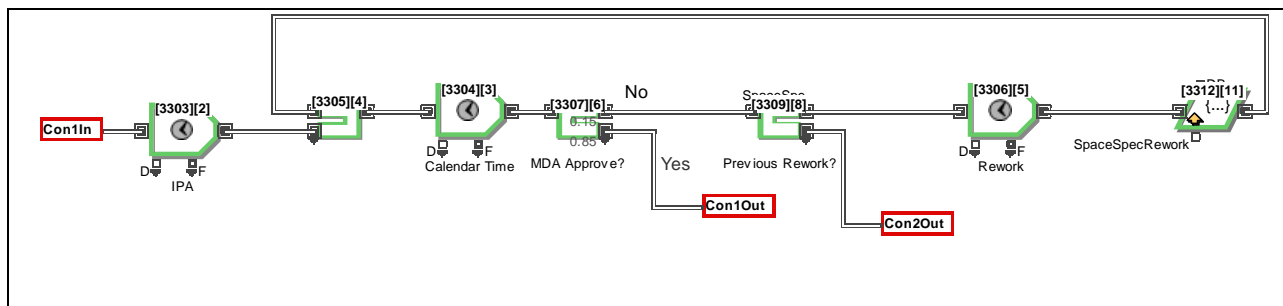 [3303][2]
[3305][4]
[3304][3]
[3307][6]
No
[3309][8]
[3306][5]
[3312][11]
{...}
Con1In
0.15
0.85
D
F
IPA
D
F
Calendar Time
MDA Approve?
Yes
Previous Rework?
D
F
Rework
SpaceSpecRework
Con1Out
Con2Out